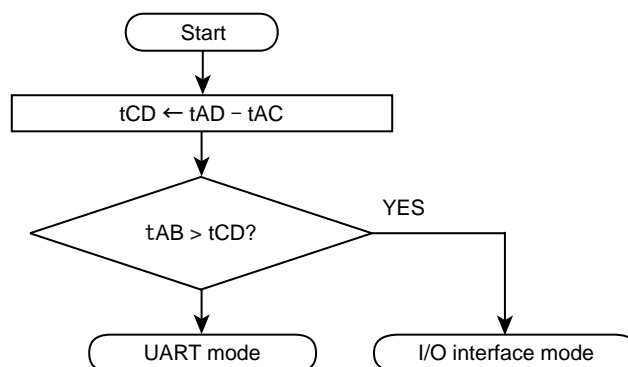 Start
tCD ← tAD − tAC
tAB > tCD?
YES
UART mode
I/O interface mode